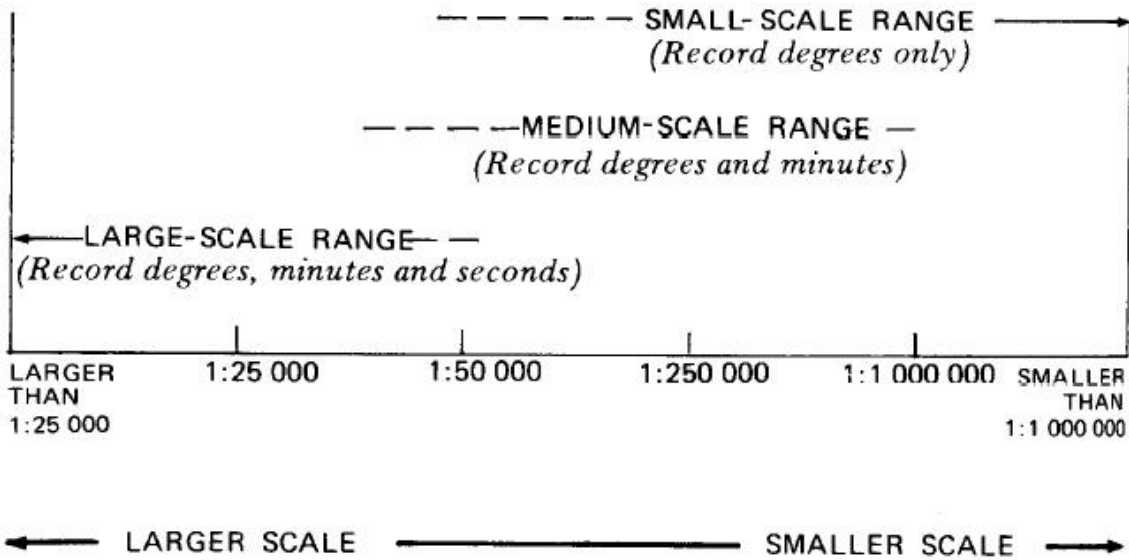 SMALL-SCALE RANGE
(Record degrees only)
MEDIUM-SCALE RANGE
(Record degrees and minutes)
LARGE-SCALE RANGE
(Record degrees, minutes and seconds)
LARGER THAN 1:25 000
1:25 000
1:50 000
1:250 000
1:1 000 000
SMALLER THAN 1:1 000 000
LARGER SCALE
SMALLER SCALE